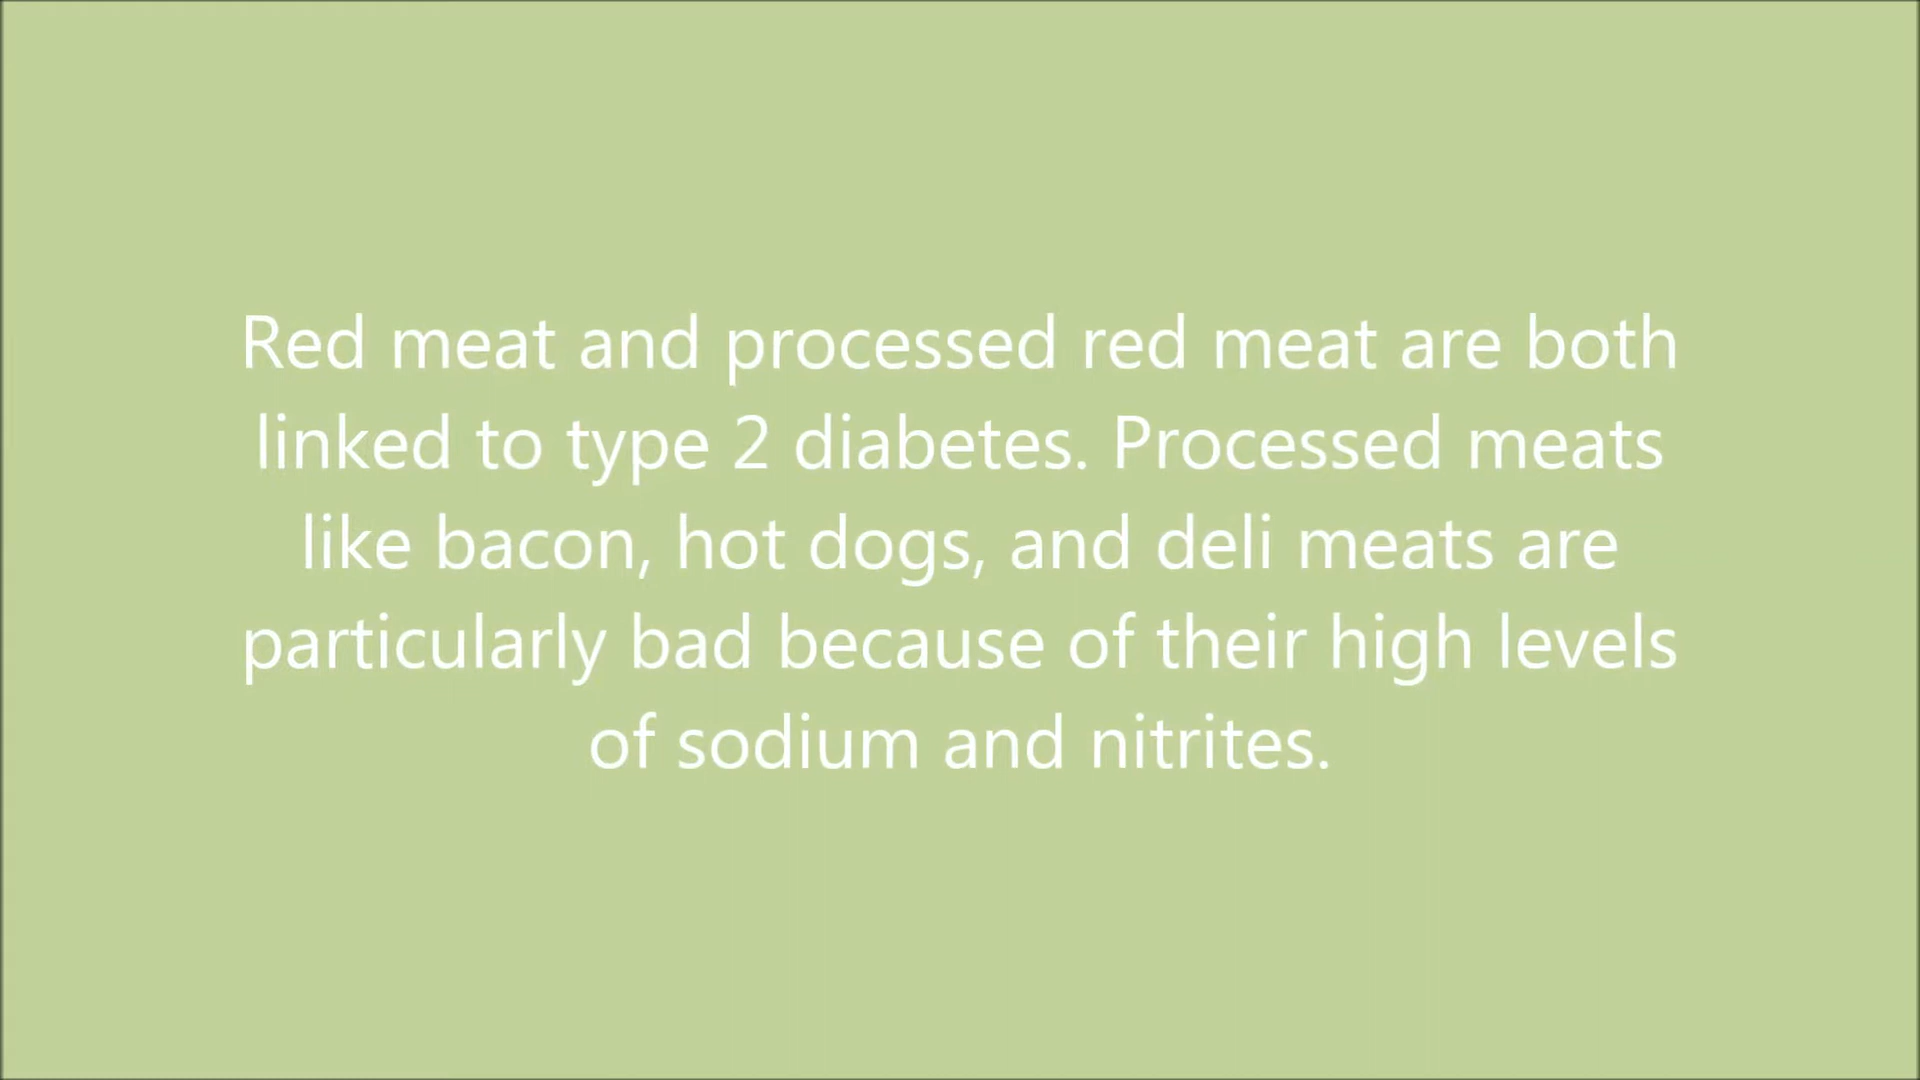 Red meat and processed red meat are both
linked to type 2 diabetes. Processed meats
like bacon, hot dogs, and deli meats are
particularly bad because of their high levels
of sodium and nitrites.